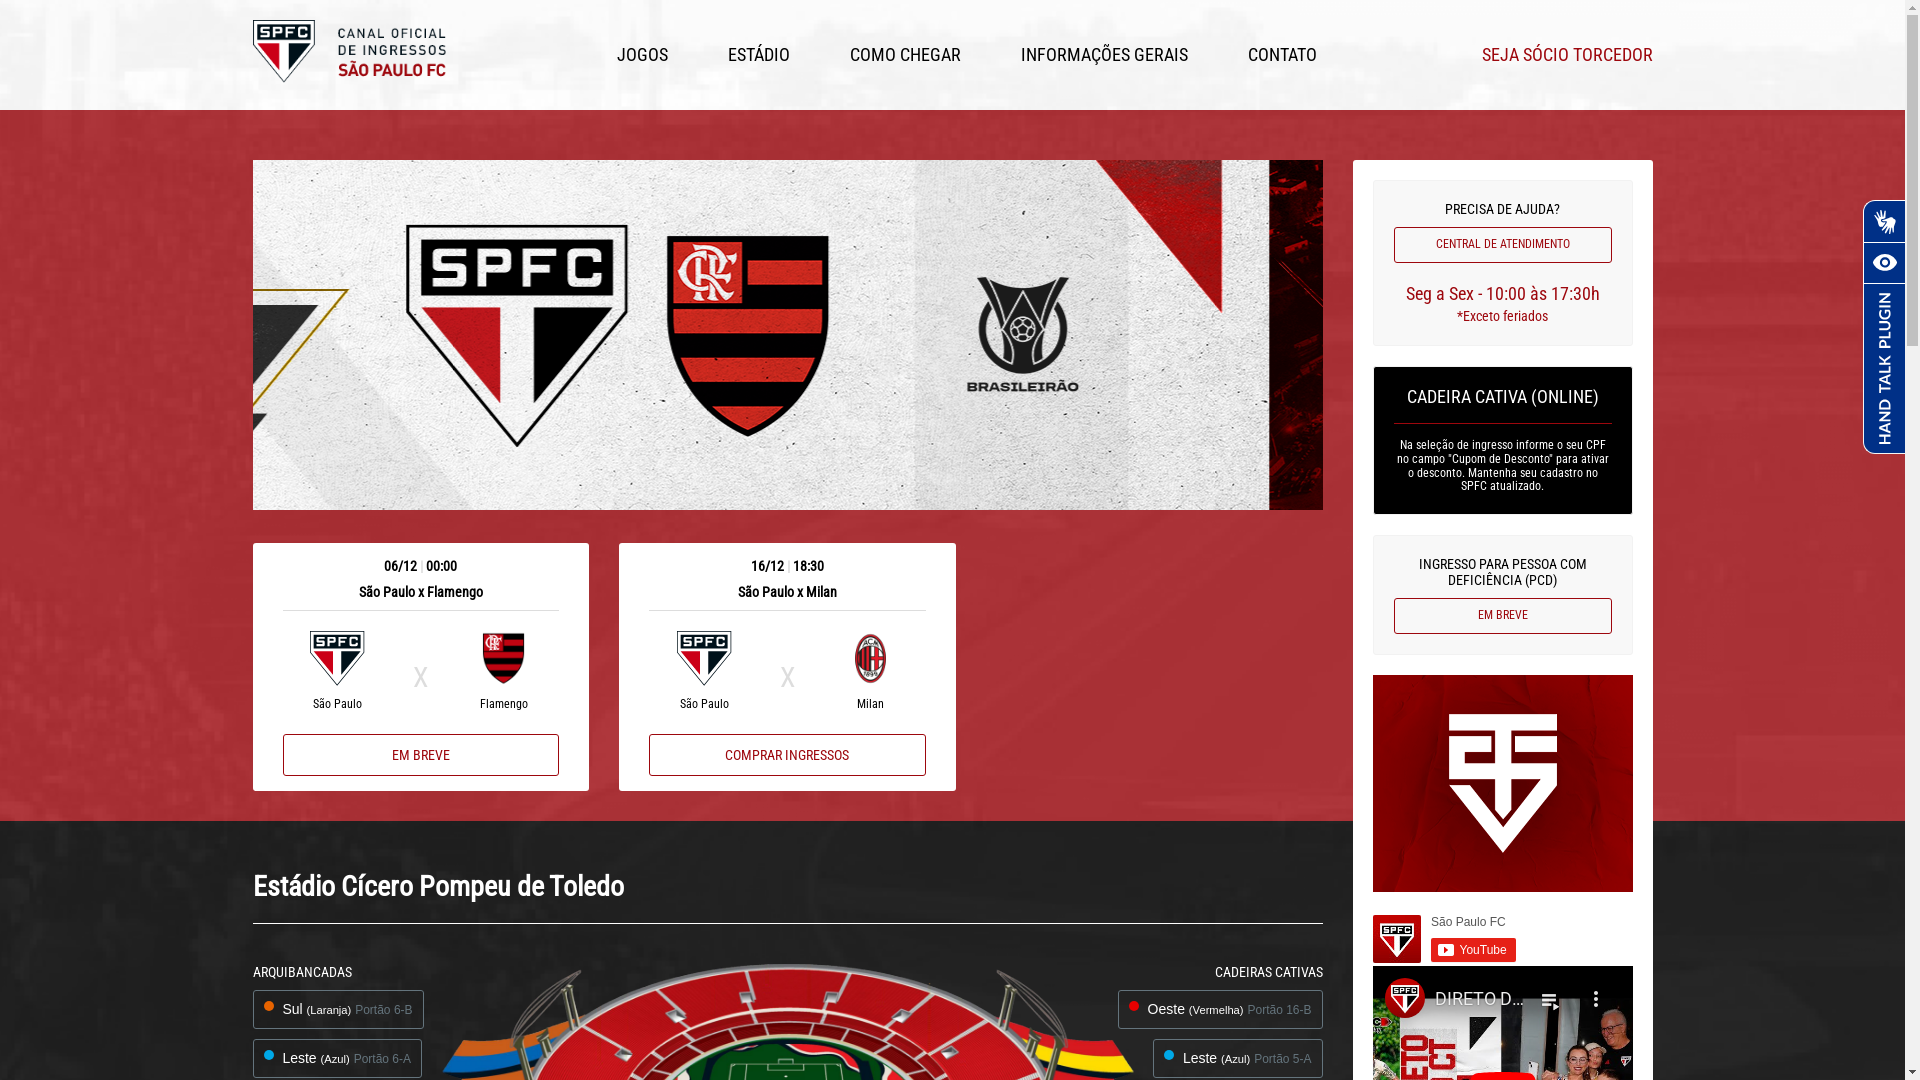 SPFC
CANAL OFICIAL
DE INGRESSOS
SÃO PAULO FC
JOGOS
ESTÁDIO
COMO CHEGAR
INFORMAÇÕES GERAIS
CONTATO
SEJA SÓCIO TORCEDOR
SPFC
CRF
BRASILEIRÃO
PRECISA DE AJUDA?
CENTRAL DE ATENDIMENTO
Seg a Sex - 10:00 às 17:30h
*Exceto feriados
CADEIRA CATIVA (ONLINE)
Na seleção de ingresso informe o seu CPF
no campo "Cupom de Desconto" para ativar
o desconto. Mantenha seu cadastro no
SPFC atualizado.
INGRESSO PARA PESSOA COM
DEFICIÊNCIA (PCD)
EM BREVE
HAND TALK PLUGIN
06/12 | 00:00
São Paulo x Flamengo
SPFC
X
São Paulo
Flamengo
EM BREVE
16/12 | 18:30
São Paulo x Milan
SPFC
X
São Paulo
Milan
COMPRAR INGRESSOS
São Paulo FC
SPFC
YouTube
SPFC
DIRETO D...
Estádio Cícero Pompeu de Toledo
ARQUIBANCADAS
Sul (Laranja) Portão 6-B
Leste (Azul) Portão 6-A
CADEIRAS CATIVAS
Oeste (Vermelha) Portão 16-B
Leste (Azul) Portão 5-A